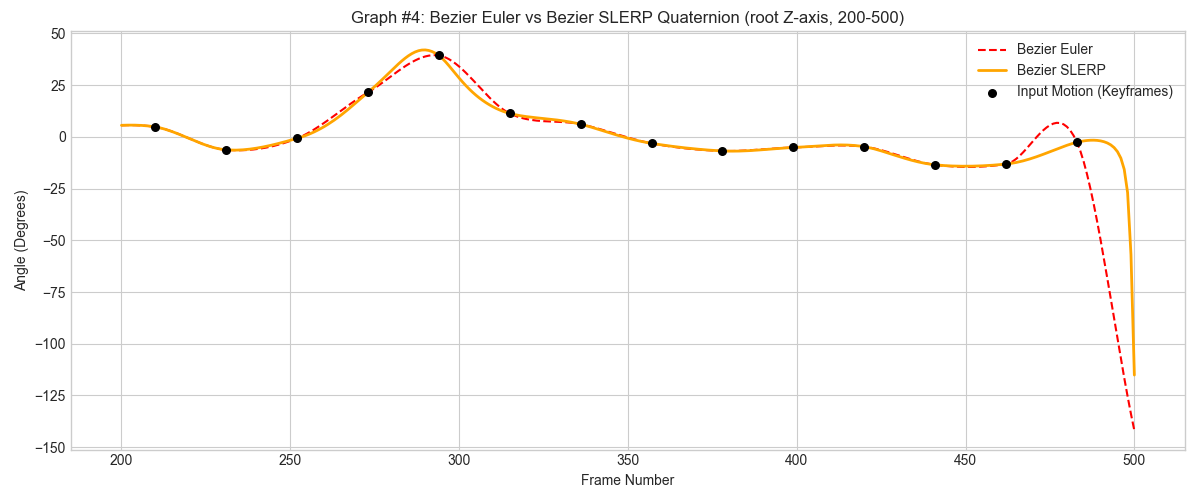 Graph #4: Bezier Euler vs Bezier SLERP Quaternion (root Z-axis, 200-500)
Bezier Euler
Bezier SLERP
Input Motion (Keyframes)
50
25
0
−25
−50
−75
−100
−125
−150
Angle (Degrees)
200
250
300
350
400
450
500
Frame Number